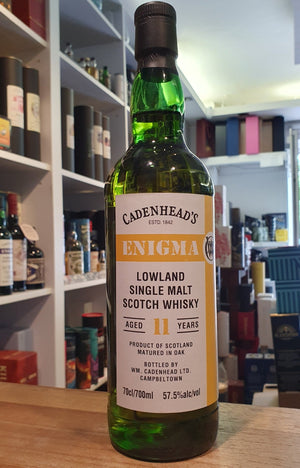 CADENHEAD'S
ESTD. 1842
ENIGMA
LOWLAND
SINGLE MALT
SCOTCH WHISKY
AGED 11 YEARS
PRODUCT OF SCOTLAND
MATURED IN OAK
BOTTLED BY
WM. CADENHEAD LTD.
CAMPBELTOWN
70cl/700ml 57.5%alc/vol